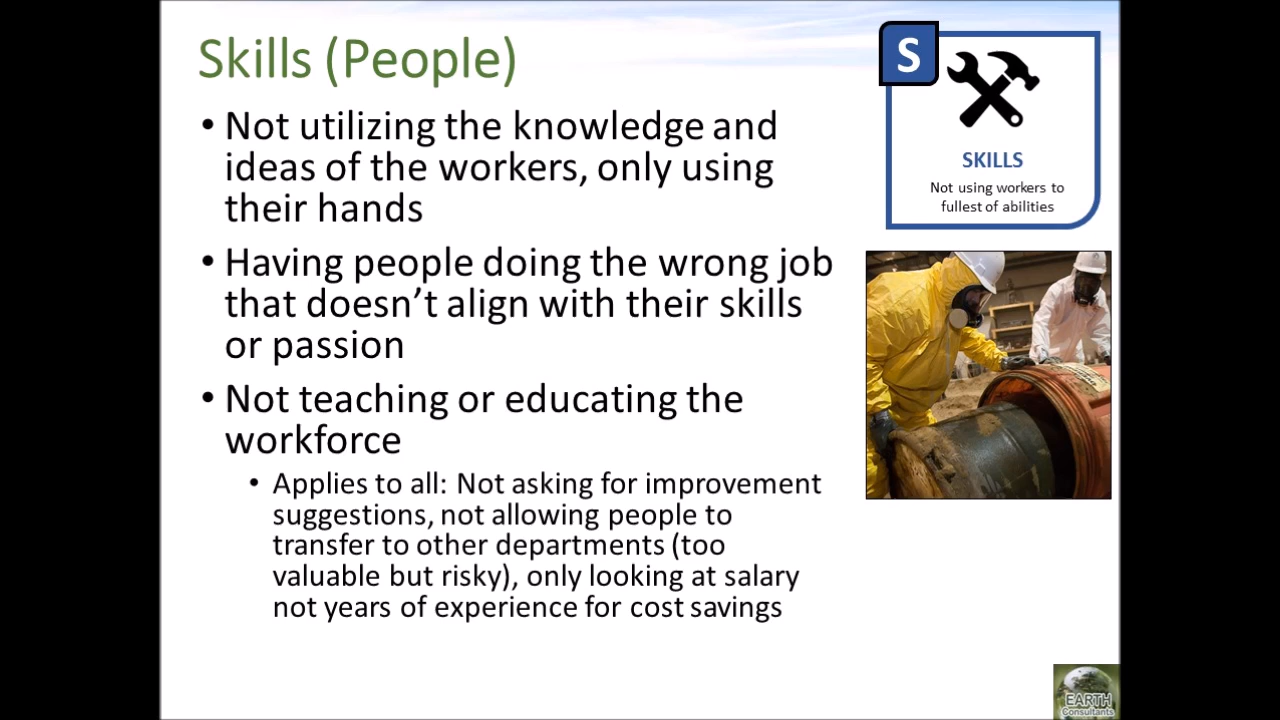 Skills (People)
• Not utilizing the knowledge and
ideas of the workers, only using
their hands
• Having people doing the wrong job
that doesn’t align with their skills
or passion
• Not teaching or educating the
workforce
• Applies to all: Not asking for improvement
suggestions, not allowing people to
transfer to other departments (too
valuable but risky), only looking at salary
not years of experience for cost savings
S
SKILLS
Not using workers to
fullest of abilities
EARTH
Consultants